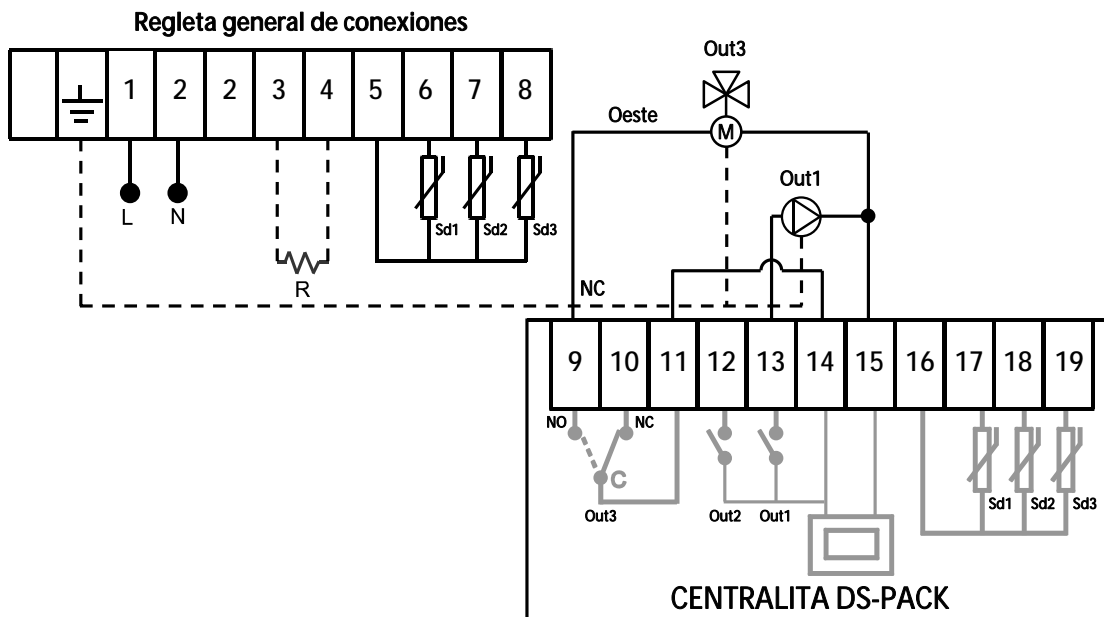 Regleta general de conexiones
1 2 2 3 4 5 6 7 8
L N
R
Sd1 Sd2 Sd3
Out3
Oeste
M
Out1
NC
9 10 11 12 13 14 15 16 17 18 19
NO NC
C
Out3 Out2 Out1
Sd1 Sd2 Sd3
CENTRALITA DS-PACK